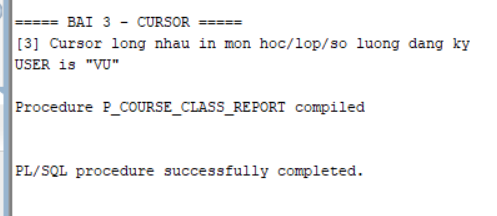 ===== BAI 3 - CURSOR =====
[3] Cursor long nhau in mon hoc/lop/so luong dang ky
USER is "VU"
Procedure P_COURSE_CLASS_REPORT compiled
PL/SQL procedure successfully completed.